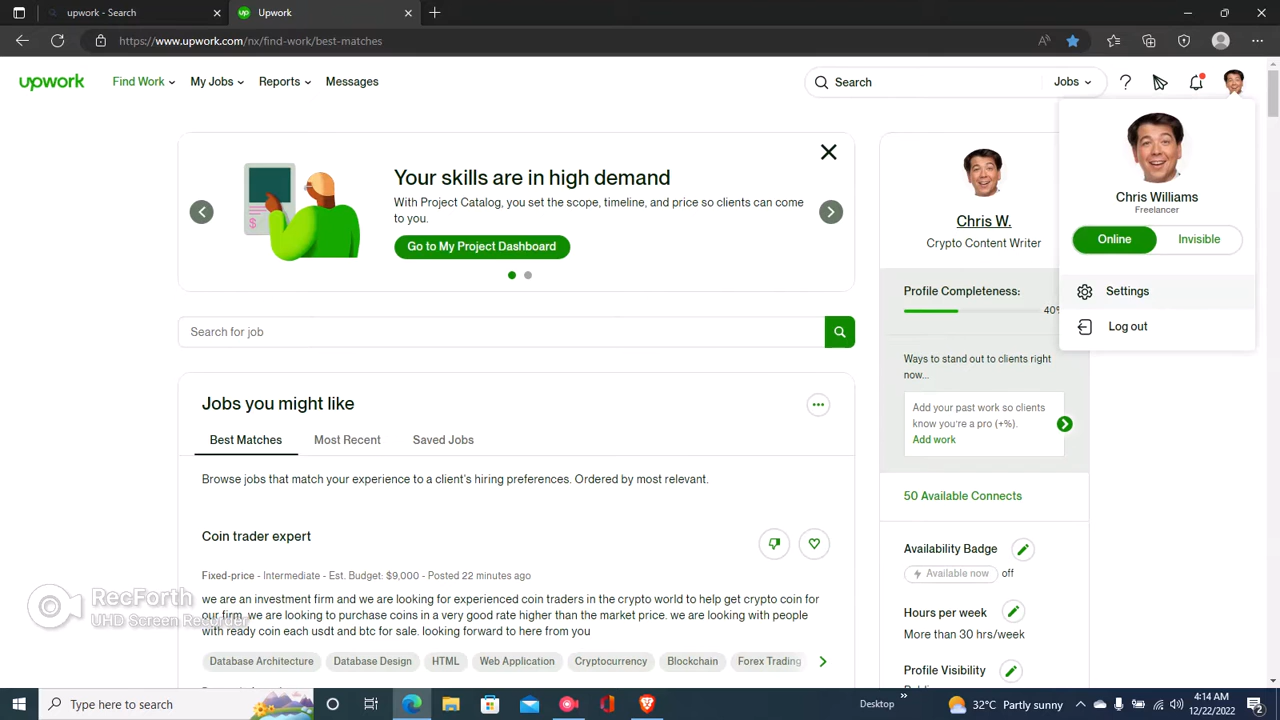 upwork - Search
Upwork
https://www.upwork.com/nx/find-work/best-matches
upwork
Find Work
My Jobs
Reports
Messages
Search
Jobs
Your skills are in high demand
With Project Catalog, you set the scope, timeline, and price so clients can come
to you.
Go to My Project Dashboard
Search for job
Jobs you might like
Best Matches
Most Recent
Saved Jobs
Browse jobs that match your experience to a client's hiring preferences. Ordered by most relevant.
Coin trader expert
Fixed-price - Intermediate - Est. Budget: $9,000 - Posted 22 minutes ago
we are an investment firm and we are looking for experienced coin traders in the crypto world to help get crypto coin for
our firm, we are looking to purchase coins in a very good rate higher than the market price. we are looking with people
with ready coin each usdt and btc for sale. looking forward to here from you
Database Architecture
Database Design
HTML
Web Application
Cryptocurrency
Blockchain
Forex Trading
Chris W.
Crypto Content Writer
Profile Completeness:
40%
Ways to stand out to clients right
now...
Add your past work so clients
know you're a pro (+%).
Add work
50 Available Connects
Availability Badge
Available now
off
Hours per week
More than 30 hrs/week
Profile Visibility
Chris Williams
Freelancer
Online
Invisible
Settings
Log out
RecForth
UHD Screen Recorder
Type here to search
Desktop
32°C Partly sunny
4:14 AM
12/22/2022
2